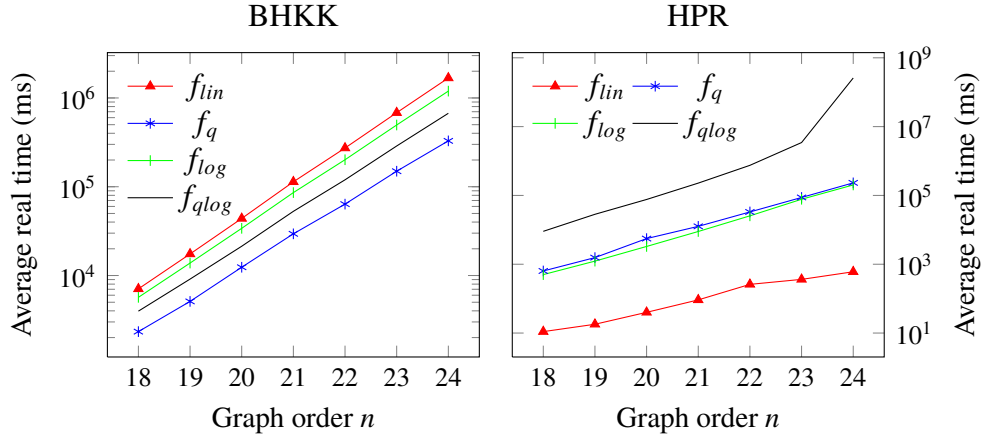 BHKK
Average real time (ms)
10^6
10^5
10^4
f_lin
f_q
f_log
f_qlog
18 19 20 21 22 23 24
Graph order n
HPR
f_lin f_q
f_log f_qlog
10^9
10^7
10^5
10^3
10^1
Average real time (ms)
18 19 20 21 22 23 24
Graph order n